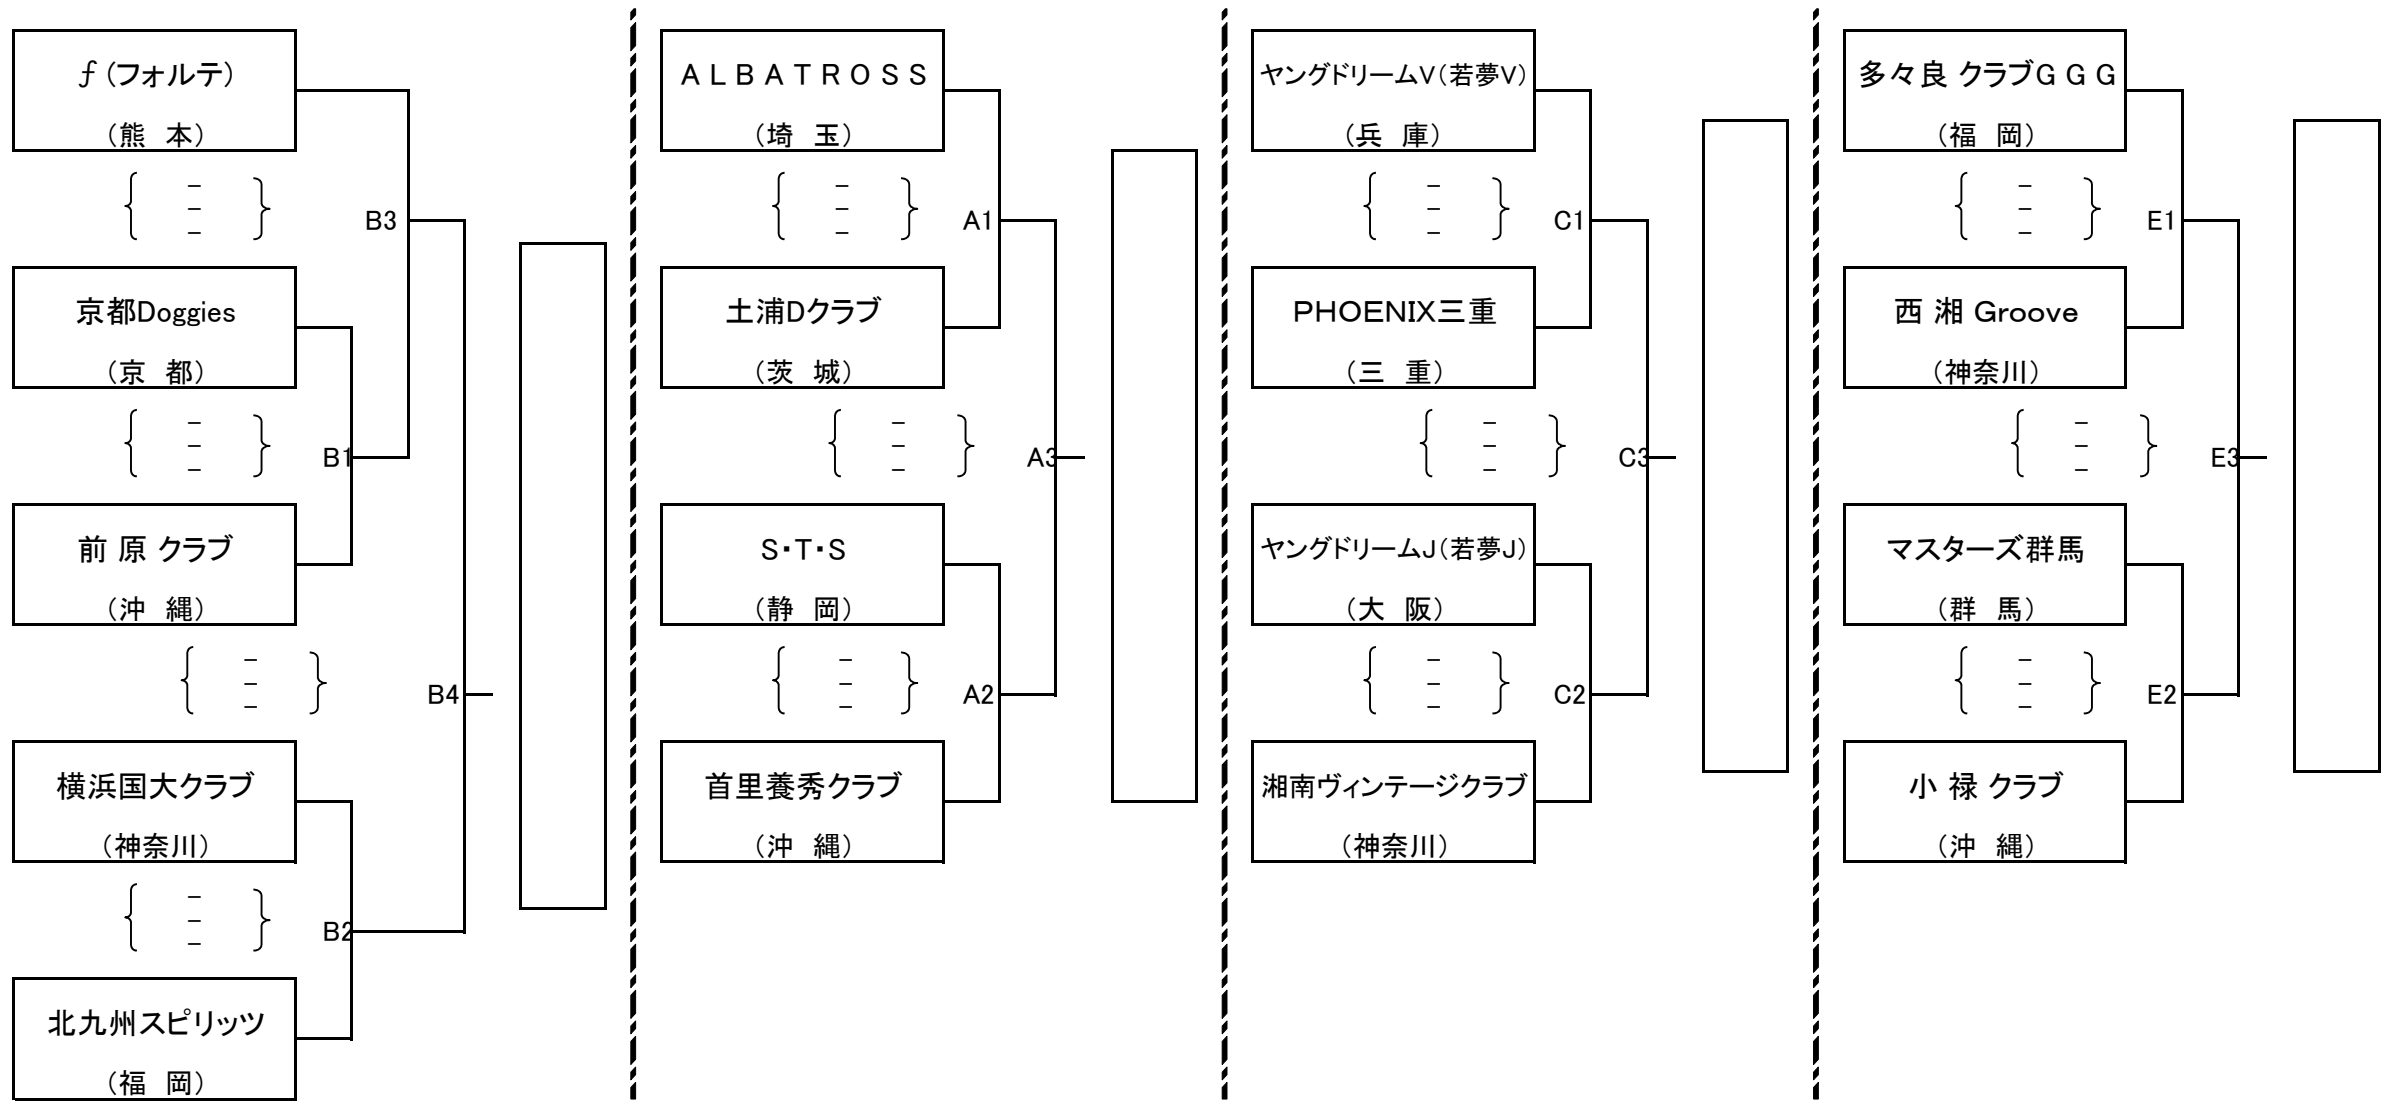 ƒ（フォルテ）
（熊　本）
｛　－　｝
－
－
B3
京都Doggies
（京　都）
｛　－　｝
－
－
B1
前 原 クラブ
（沖　縄）
｛　－　｝
－
－
B4
横浜国大クラブ
（神奈川）
｛　－　｝
－
－
B2
北九州スピリッツ
（福　岡）
ＡＬＢＡＴＲＯＳＳ
（埼　玉）
｛　－　｝
－
－
A1
土浦Dクラブ
（茨　城）
｛　－　｝
－
－
A3
S・T・S
（静　岡）
｛　－　｝
－
－
A2
首里養秀クラブ
（沖　縄）
ヤングドリームV（若夢V）
（兵　庫）
｛　－　｝
－
－
C1
PHOENIX三重
（三　重）
｛　－　｝
－
－
C3
ヤングドリームJ（若夢J）
（大　阪）
｛　－　｝
－
－
C2
湘南ヴィンテージクラブ
（神奈川）
多々良 クラブＧＧＧ
（福　岡）
｛　－　｝
－
－
E1
西 湘 Groove
（神奈川）
｛　－　｝
－
－
E3
マスターズ群馬
（群　馬）
｛　－　｝
－
－
E2
小 禄 クラブ
（沖　縄）